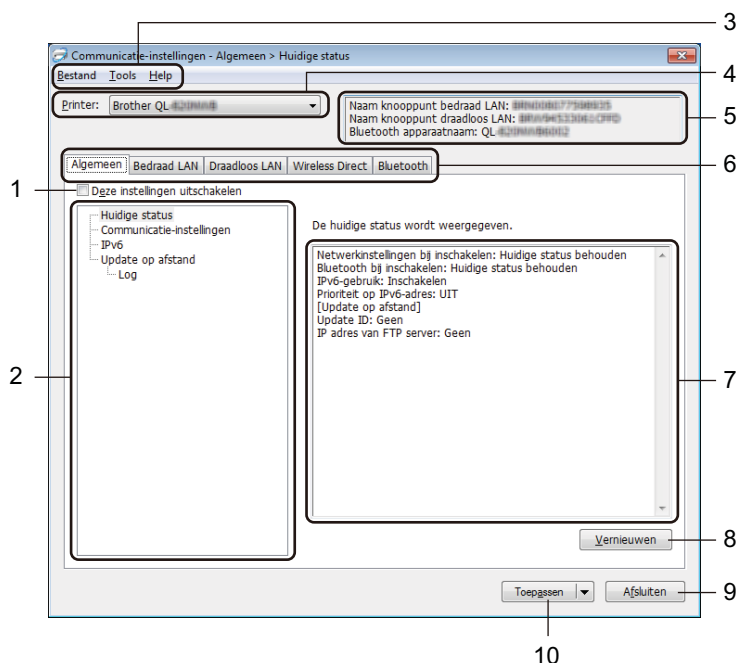 3
Communicatie-instellingen - Algemeen > Huidige status
Bestand Tools Help
4
Printer: Brother QL-
Naam knooppunt bedraad LAN:
Naam knooppunt draadloos LAN:
Bluetooth apparaatnaam: QL-
5
Algemeen Bedraad LAN Draadloos LAN Wireless Direct Bluetooth
6
1
Deze instellingen uitschakelen
Huidige status
Communicatie-instellingen
IPv6
Update op afstand
Log
2
De huidige status wordt weergegeven.
Netwerkinstellingen bij inschakelen: Huidige status behouden
Bluetooth bij inschakelen: Huidige status behouden
IPv6-gebruik: Inschakelen
Prioriteit op IPv6-adres: UIT
[Update op afstand]
Update ID: Geen
IP adres van FTP server: Geen
7
Vernieuwen
8
Toepassen
Afsluiten
9
10